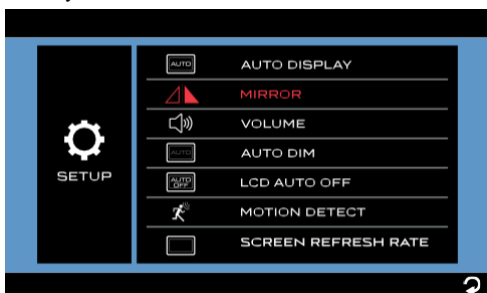 AUTO AUTO DISPLAY
MIRROR
VOLUME
AUTO AUTO DIM
SETUP
AUTO OFF LCD AUTO OFF
MOTION DETECT
SCREEN REFRESH RATE